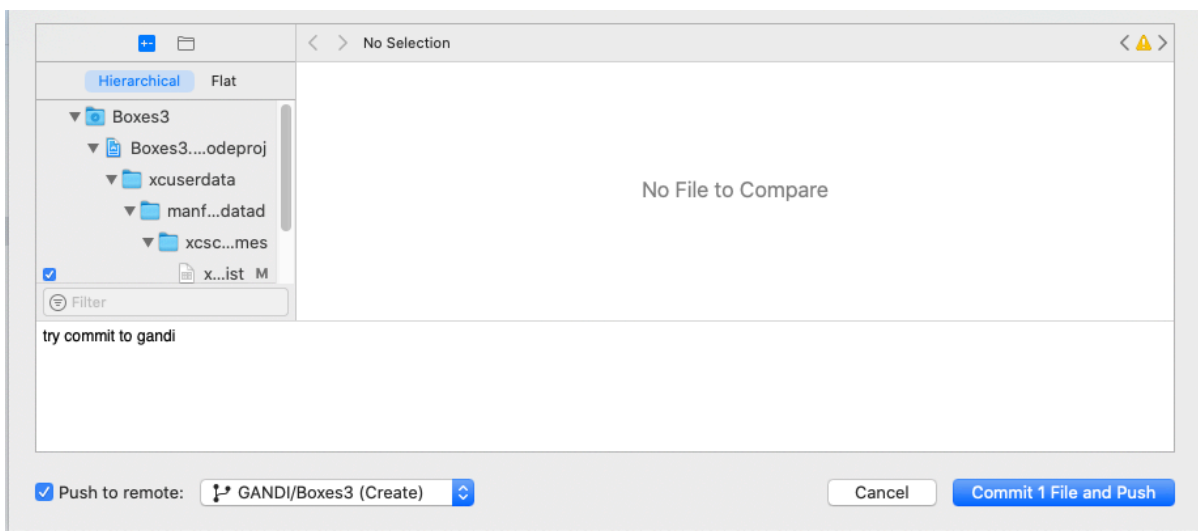 No Selection
Hierarchical Flat
Boxes3
Boxes3....odeproj
xcuserdata
manf...datad
xcsc...mes
x...ist M
Filter
No File to Compare
try commit to gandi
Push to remote: GANDI/Boxes3 (Create) Cancel Commit 1 File and Push